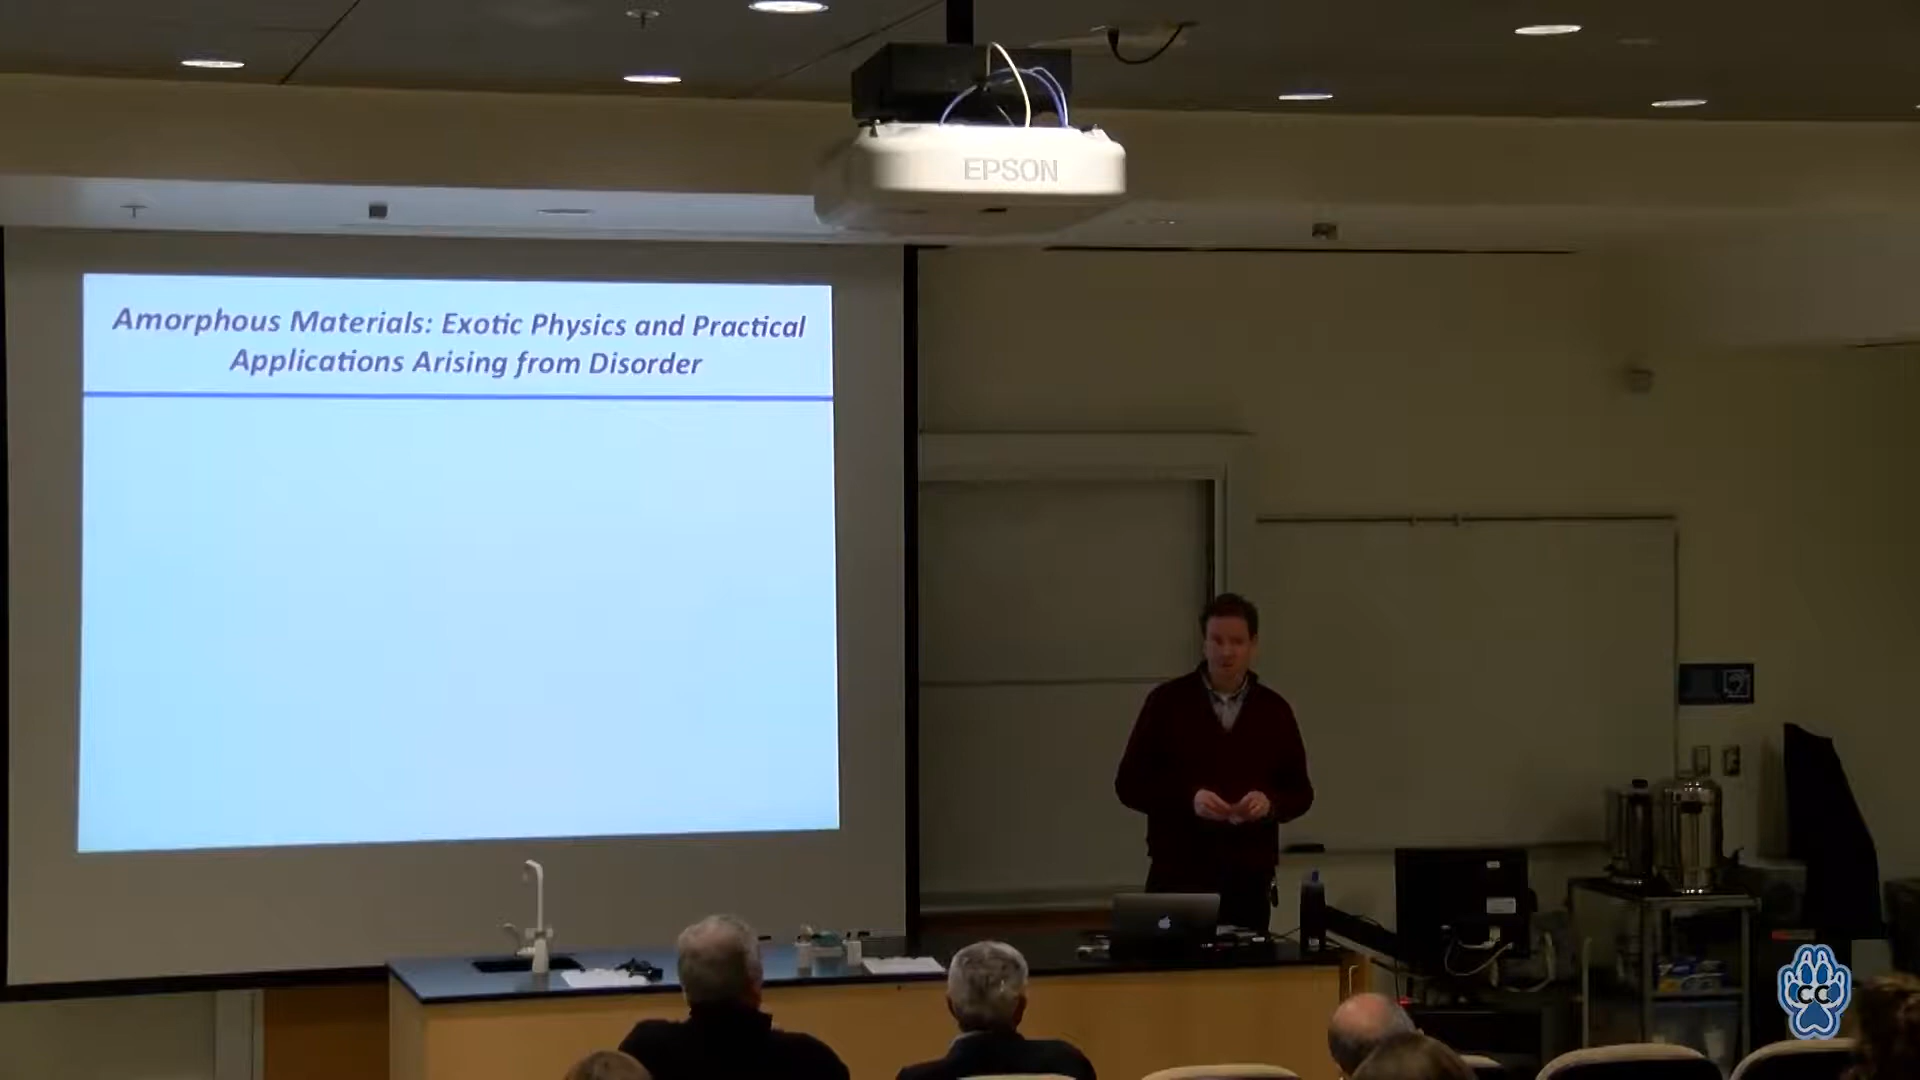 EPSON
Amorphous Materials: Exotic Physics and Practical
Applications Arising from Disorder
CC